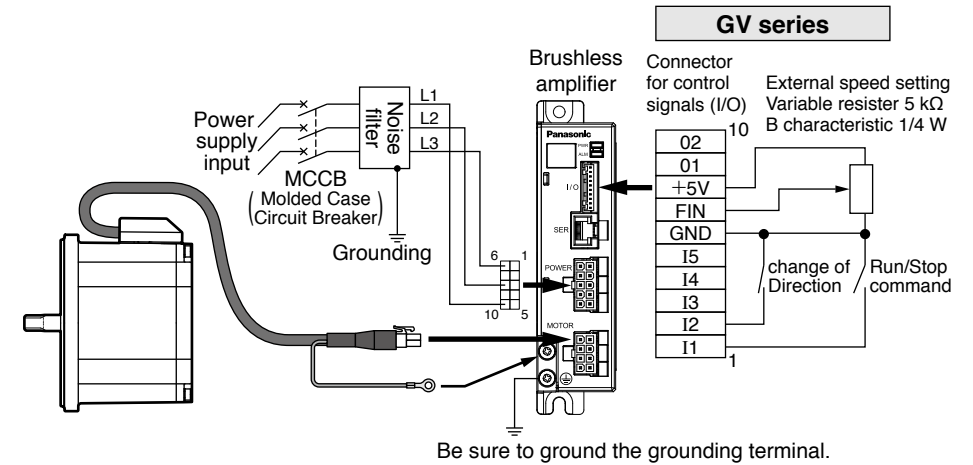 GV series
Brushless
amplifier
Connector
for control
signals (I/O)
External speed setting
Variable resister 5 kΩ
B characteristic 1/4 W
Power
supply
input
MCCB
(Molded Case
Circuit Breaker)
Noise
filter
L1
L2
L3
Grounding
6
1
10
5
Panasonic
PWR
ALM
I/O
SER
POWER
MOTOR
10
02
01
+5V
FIN
GND
I5
I4
I3
I2
I1
1
change of
Direction
Run/Stop
command
Be sure to ground the grounding terminal.